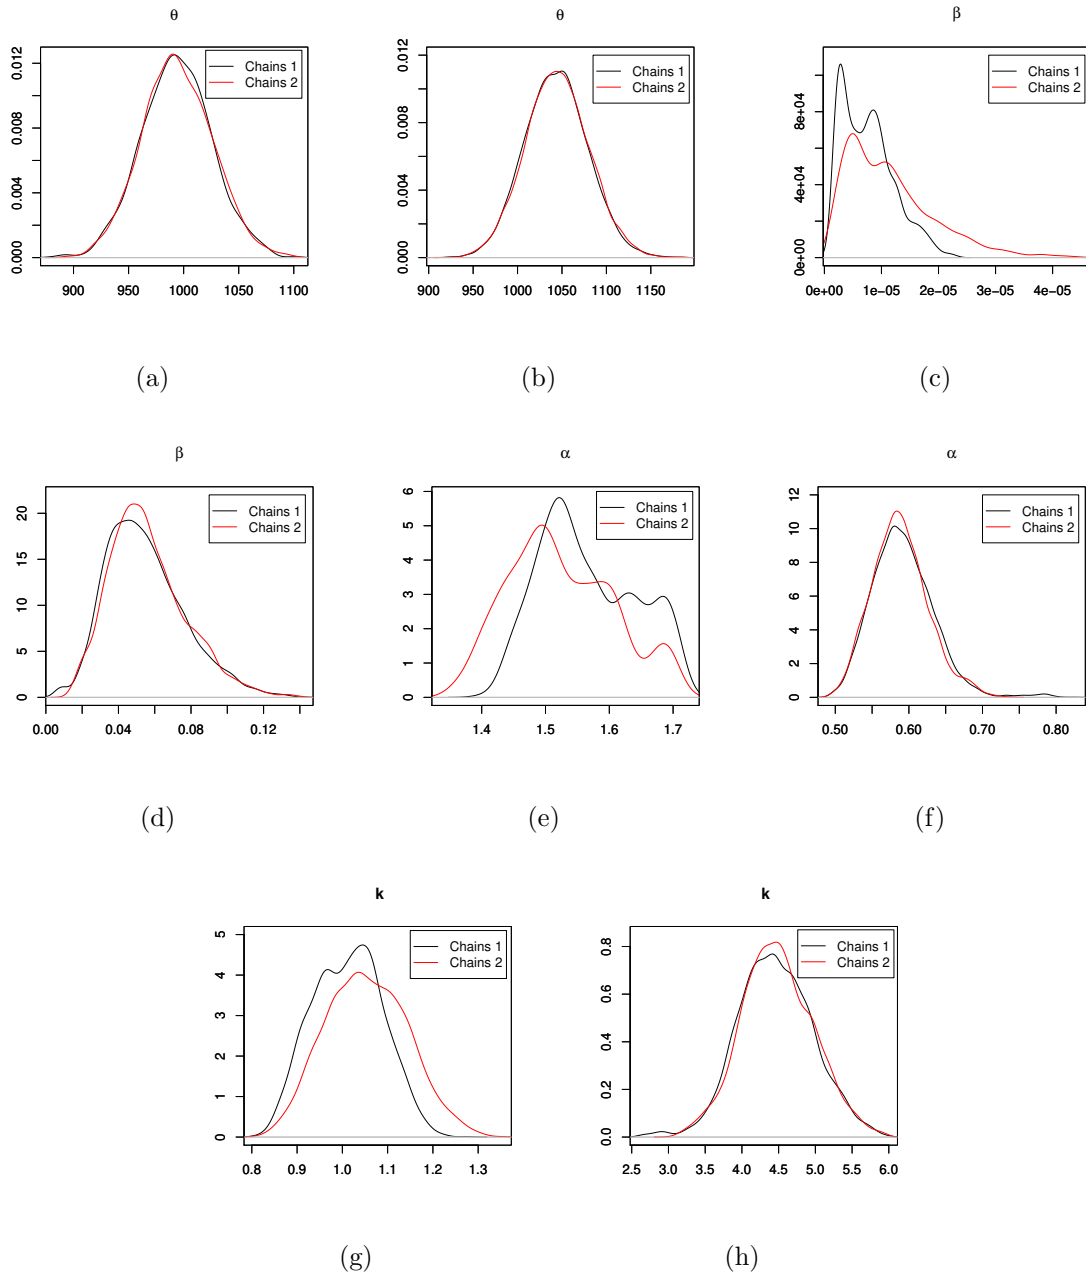 θ
Chains 1
Chains 2
0.000 0.004 0.008 0.012
900 950 1000 1050 1100
(a)
θ
Chains 1
Chains 2
0.000 0.004 0.008 0.012
900 950 1000 1050 1100 1150
(b)
β
Chains 1
Chains 2
0e+00 4e+04 8e+04
0e+00 1e−05 2e−05 3e−05 4e−05
(c)
β
Chains 1
Chains 2
0 5 10 15 20
0.00 0.04 0.08 0.12
(d)
α
Chains 1
Chains 2
0 1 2 3 4 5 6
1.4 1.5 1.6 1.7
(e)
α
Chains 1
Chains 2
0 2 4 6 8 10 12
0.50 0.60 0.70 0.80
(f)
k
Chains 1
Chains 2
0 1 2 3 4 5
0.8 0.9 1.0 1.1 1.2 1.3
(g)
k
Chains 1
Chains 2
0.0 0.2 0.4 0.6 0.8
2.5 3.0 3.5 4.0 4.5 5.0 5.5 6.0
(h)